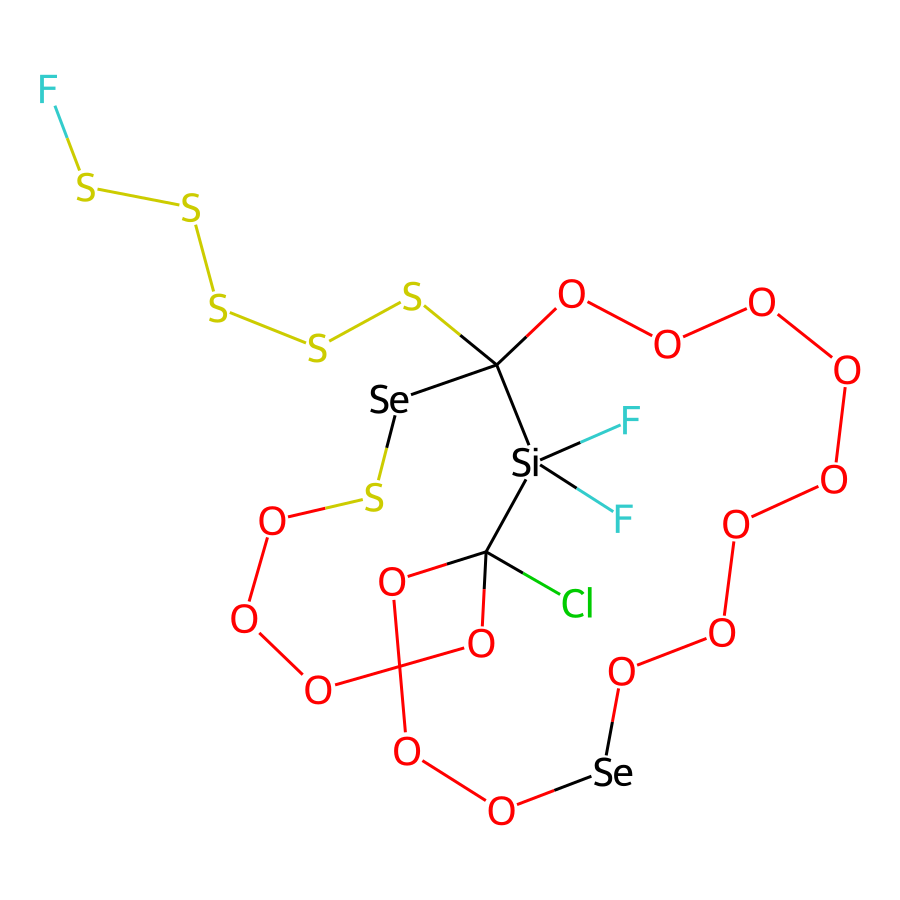 F
S S
S S S O O O
Se O
Si F
S F O
O O
O Cl
O O O
O O
O
O Se
O